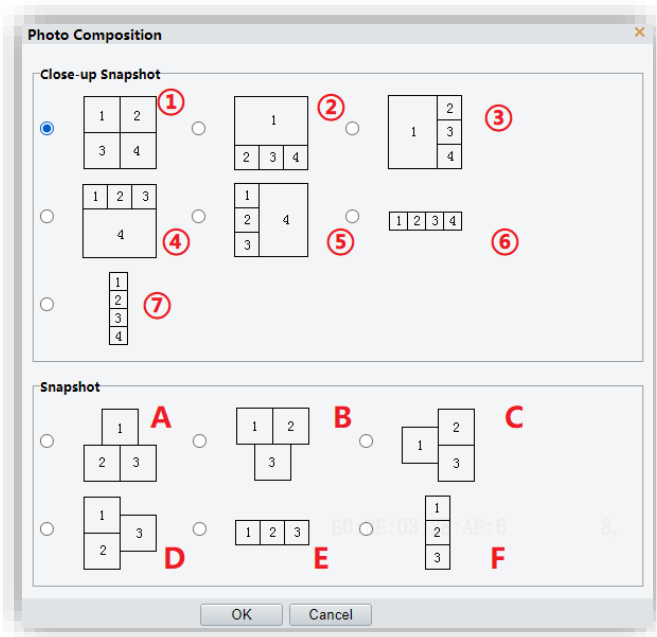 Photo Composition ×
Close-up Snapshot
1 2 3 4 ①
1 2 3 4 ②
1 2 3 4 ③
1 2 3 4 ④
1 2 3 4 ⑤
1 2 3 4 ⑥
1 2 3 4 ⑦
Snapshot
1 2 3 A
1 2 3 B
1 2 3 C
1 2 3 D
1 2 3 E
1 2 3 F
OK Cancel